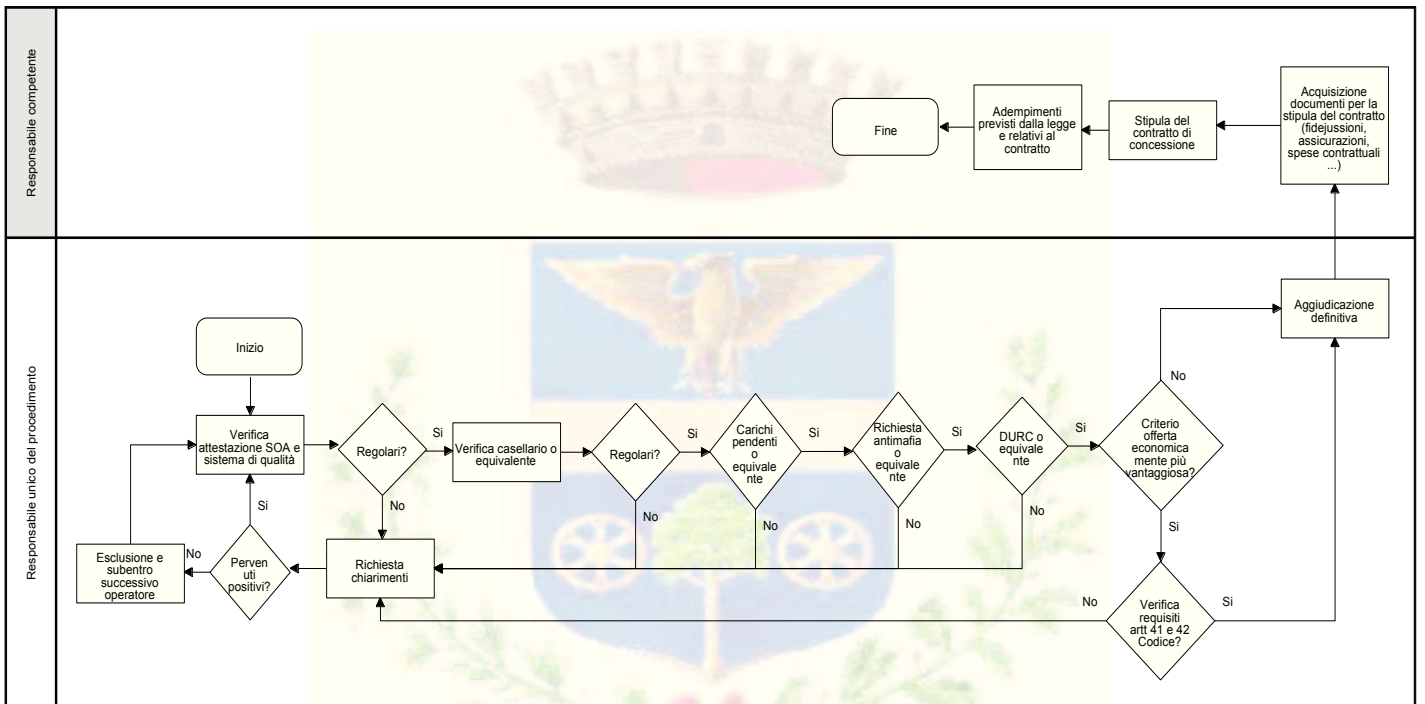 Responsabile competente
Fine
Adempimenti
previsti dalla legge
e relativi al
contratto
Stipula del
contratto di
concessione
Acquisizione
documenti per la
stipula del contratto
(fidejussioni,
assicurazioni,
spese contrattuali
...)
Responsabile unico del procedimento
Inizio
Aggiudicazione
definitiva
No
Verifica
attestazione SOA e
sistema di qualità
Regolari?
Si
Verifica casellario o
equivalente
Regolari?
Si
Carichi
pendenti
o
equivale
nte
Si
Richiesta
antimafia
o
equivale
nte
Si
DURC o
equivale
nte
Si
Criterio
offerta
economica
mente più
vantaggiosa?
Si
No
No
No
No
No
Si
Esclusione e
subentro
successivo
operatore
No
Perven
uti
positivi?
Richiesta
chiarimenti
No
Verifica
requisiti
artt 41 e 42
Codice?
Si